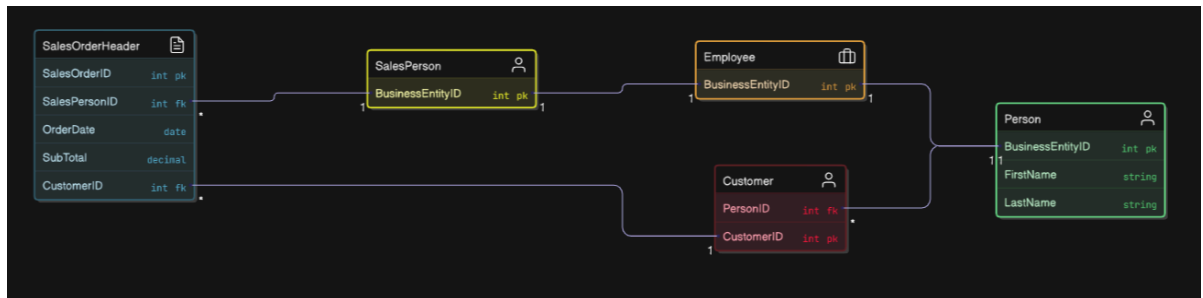 SalesOrderHeader
SalesOrderID int pk
SalesPersonID int fk
OrderDate date
SubTotal decimal
CustomerID int fk
*
*
SalesPerson
BusinessEntityID int pk
1
1
Employee
BusinessEntityID int pk
1
1
Customer
PersonID int fk
CustomerID int pk
*
1
Person
BusinessEntityID int pk
FirstName string
LastName string
1 1